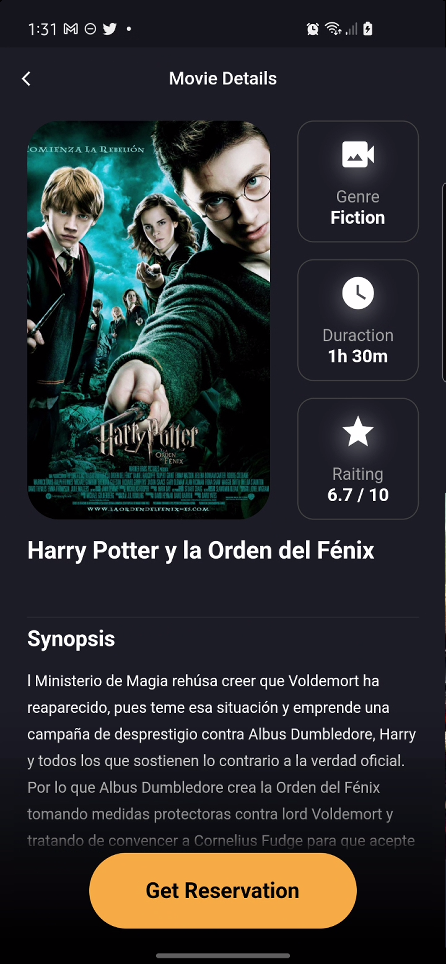 1:31
Movie Details
COMIENZA LA REBELIÓN
Harry Potter
Y LA
ORDEN DEL
FÉNIX
WWW.LAORDENDELFENIX-ES.COM
Genre
Fiction
Duraction
1h 30m
Raiting
6.7 / 10
Harry Potter y la Orden del Fénix
Synopsis
l Ministerio de Magia rehúsa creer que Voldemort ha
reaparecido, pues teme esa situación y emprende una
campaña de desprestigio contra Albus Dumbledore, Harry
y todos los que sostienen lo contrario a la verdad oficial.
Por lo que Albus Dumbledore crea la Orden del Fénix
tomando medidas protectoras contra lord Voldemort y
tratando de convencer a Cornelius Fudge para que acepte
Get Reservation